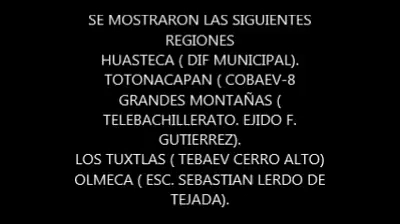 SE MOSTRARON LAS SIGUIENTES
REGIONES
HUASTECA ( DIF MUNICIPAL).
TOTONACAPAN ( COBAEV-8
GRANDES MONTAÑAS (
TELEBACHILLERATO. EJIDO F.
GUTIERREZ).
LOS TUXTLAS ( TEBAEV CERRO ALTO)
OLMECA ( ESC. SEBASTIAN LERDO DE
TEJADA).